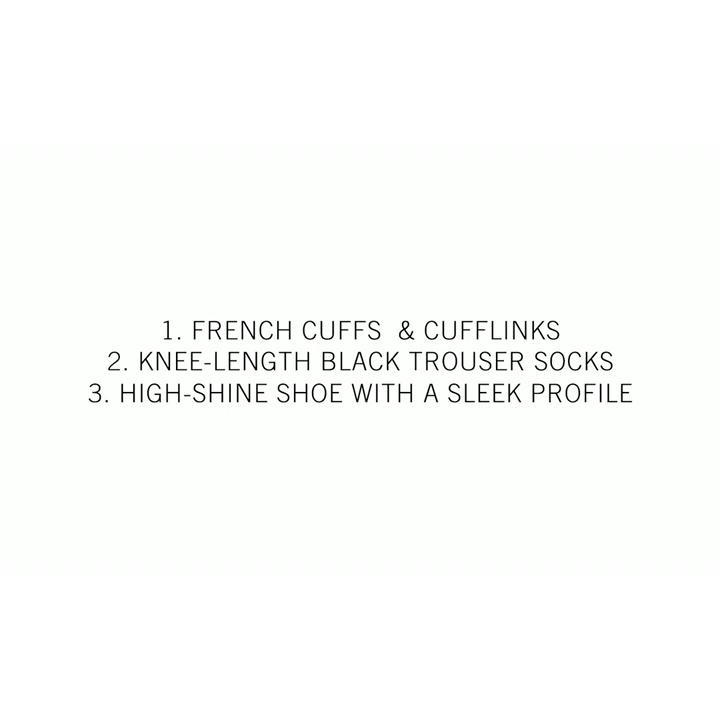 1. FRENCH CUFFS & CUFFLINKS
2. KNEE-LENGTH BLACK TROUSER SOCKS
3. HIGH-SHINE SHOE WITH A SLEEK PROFILE